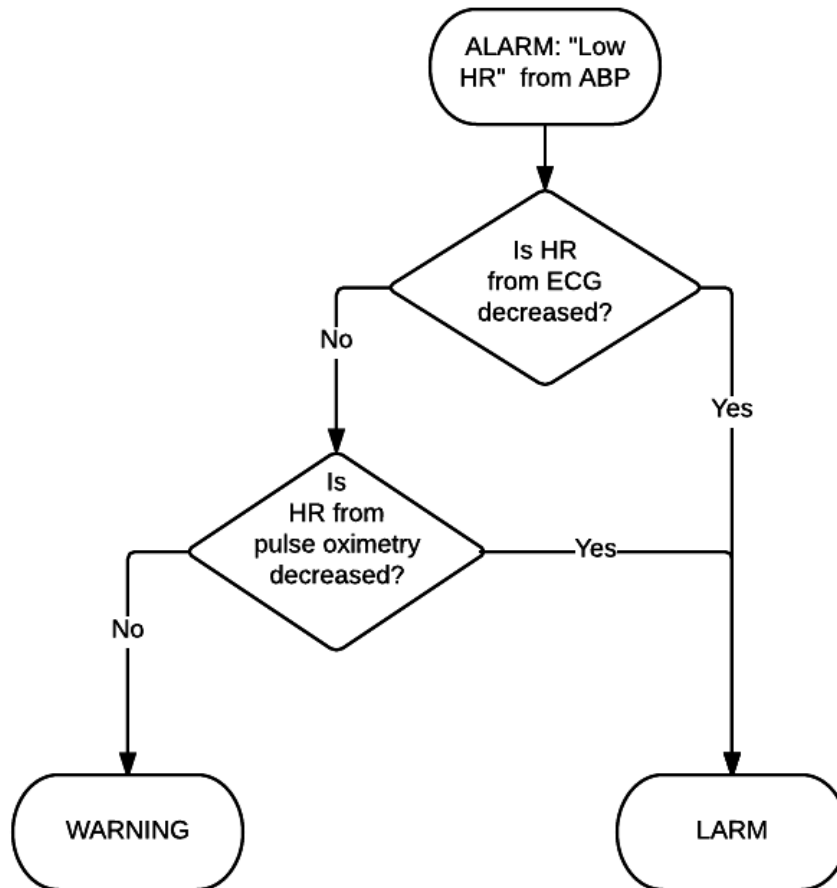 ALARM: "Low
HR" from ABP
Is HR
from ECG
decreased?
No
Yes
Is
HR from
pulse oximetry
decreased?
Yes
No
WARNING
LARM